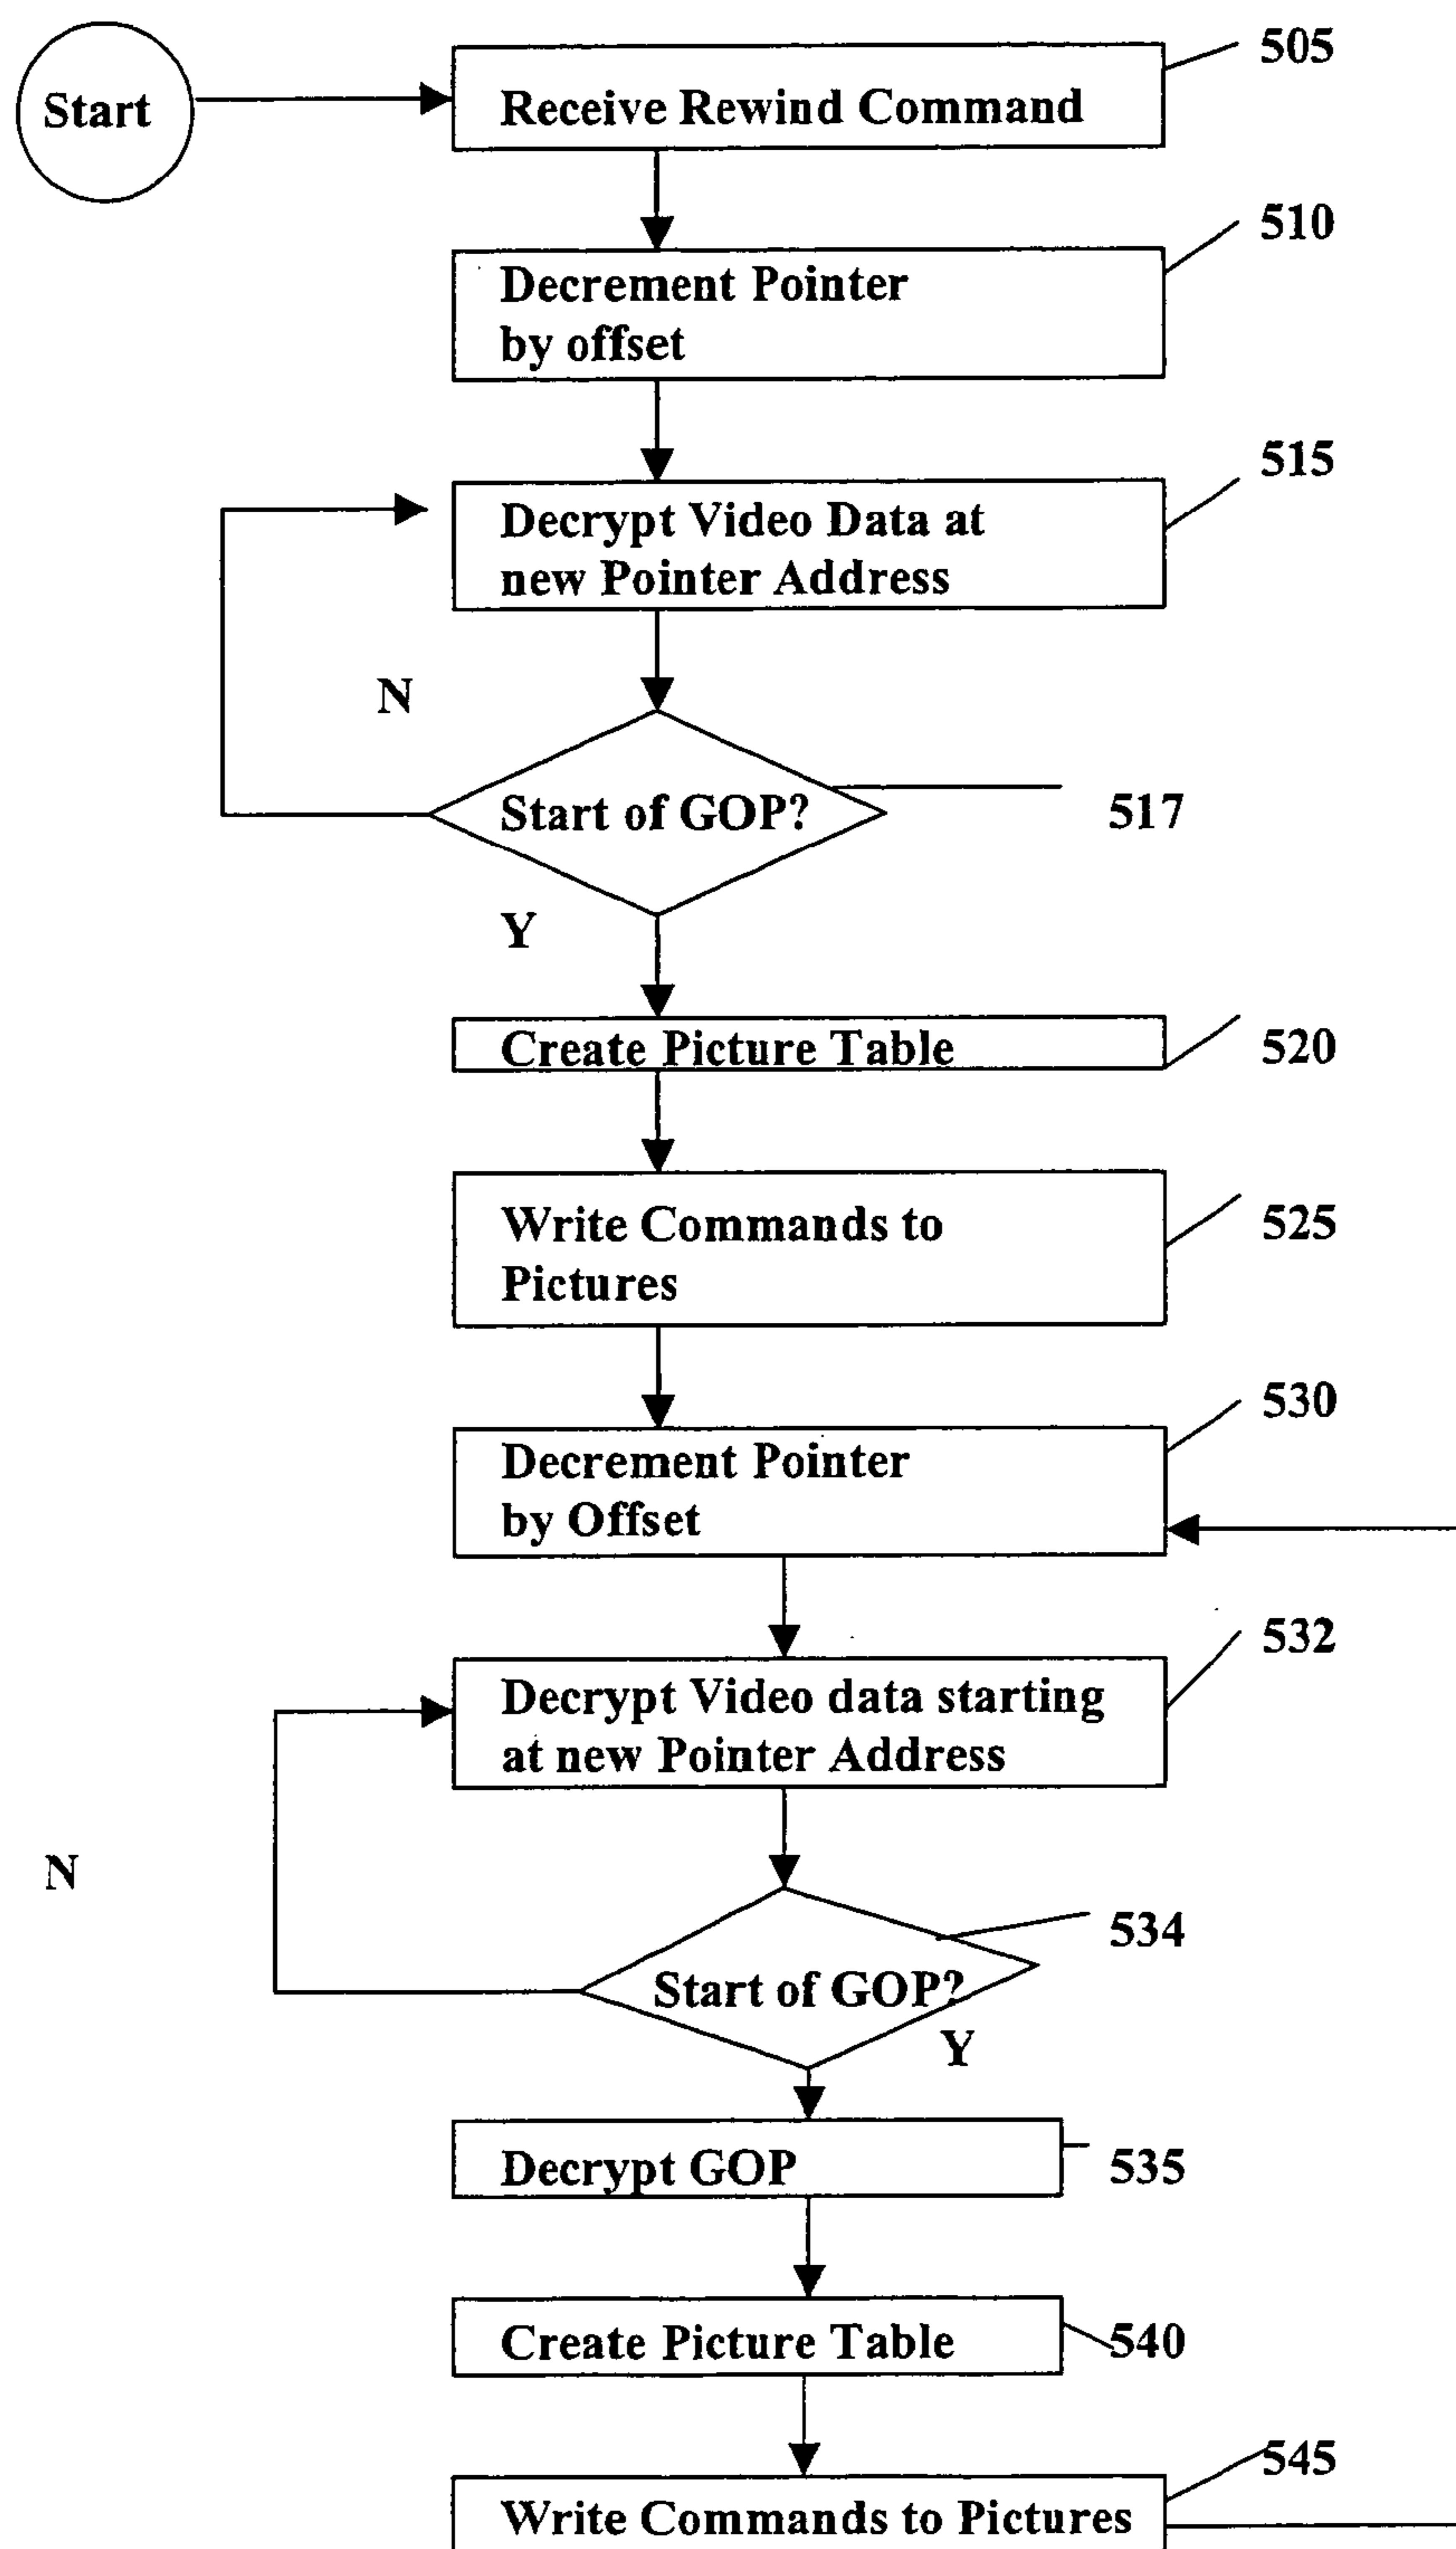 505
Start
Receive Rewind Command
510
Decrement Pointer
by offset
515
Decrypt Video Data at
new Pointer Address
N
Start of GOP?
517
Y
Create Picture Table
520
Write Commands to
Pictures
525
530
Decrement Pointer
by Offset
532
Decrypt Video data starting
at new Pointer Address
N
534
Start of GOP?
Y
Decrypt GOP
535
Create Picture Table
540
545
Write Commands to Pictures